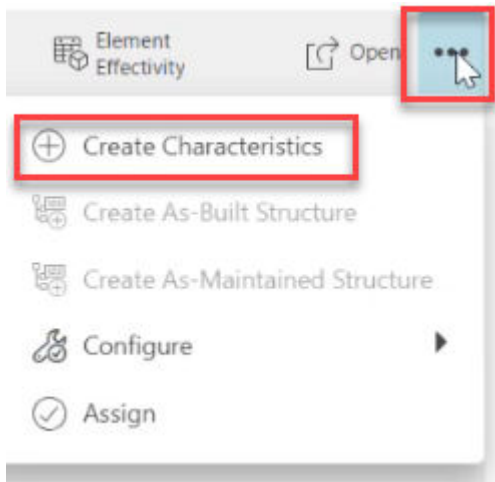 Element
Effectivity
Open
Create Characteristics
Create As-Built Structure
Create As-Maintained Structure
Configure
Assign